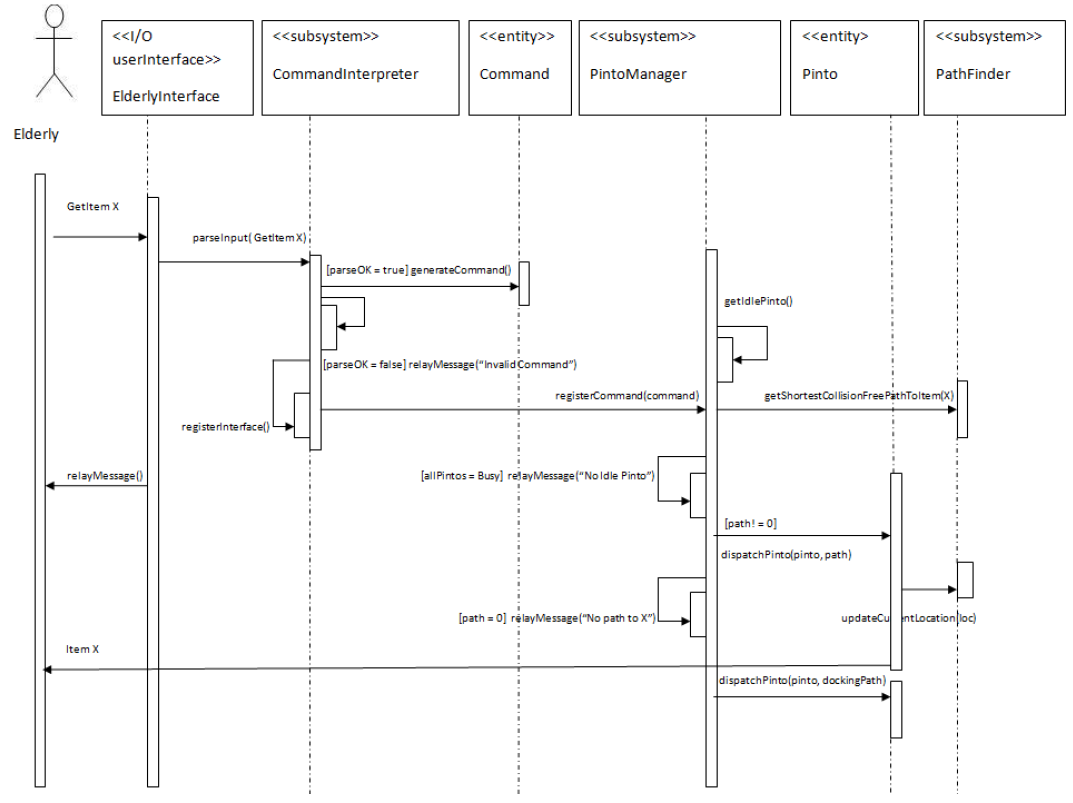 <<I/O
userInterface>>
ElderlyInterface
<<subsystem>>
CommandInterpreter
<<entity>>
Command
<<subsystem>>
PintoManager
<<entity>
Pinto
<<subsystem>>
PathFinder
Elderly
GetItem X
parseInput( GetItem X)
[parseOK = true] generateCommand()
getIdlePinto()
[parseOK = false] relayMessage("Invalid Command")
registerCommand(command)
getShortestCollisionFreePathToItem(X)
registerInterface()
relayMessage()
[allPintos = Busy] relayMessage("No Idle Pinto")
[path! = 0]
dispatchPinto(pinto, path)
[path = 0] relayMessage("No path to X")
updateCurrentLocation(loc)
Item X
dispatchPinto(pinto, dockingPath)